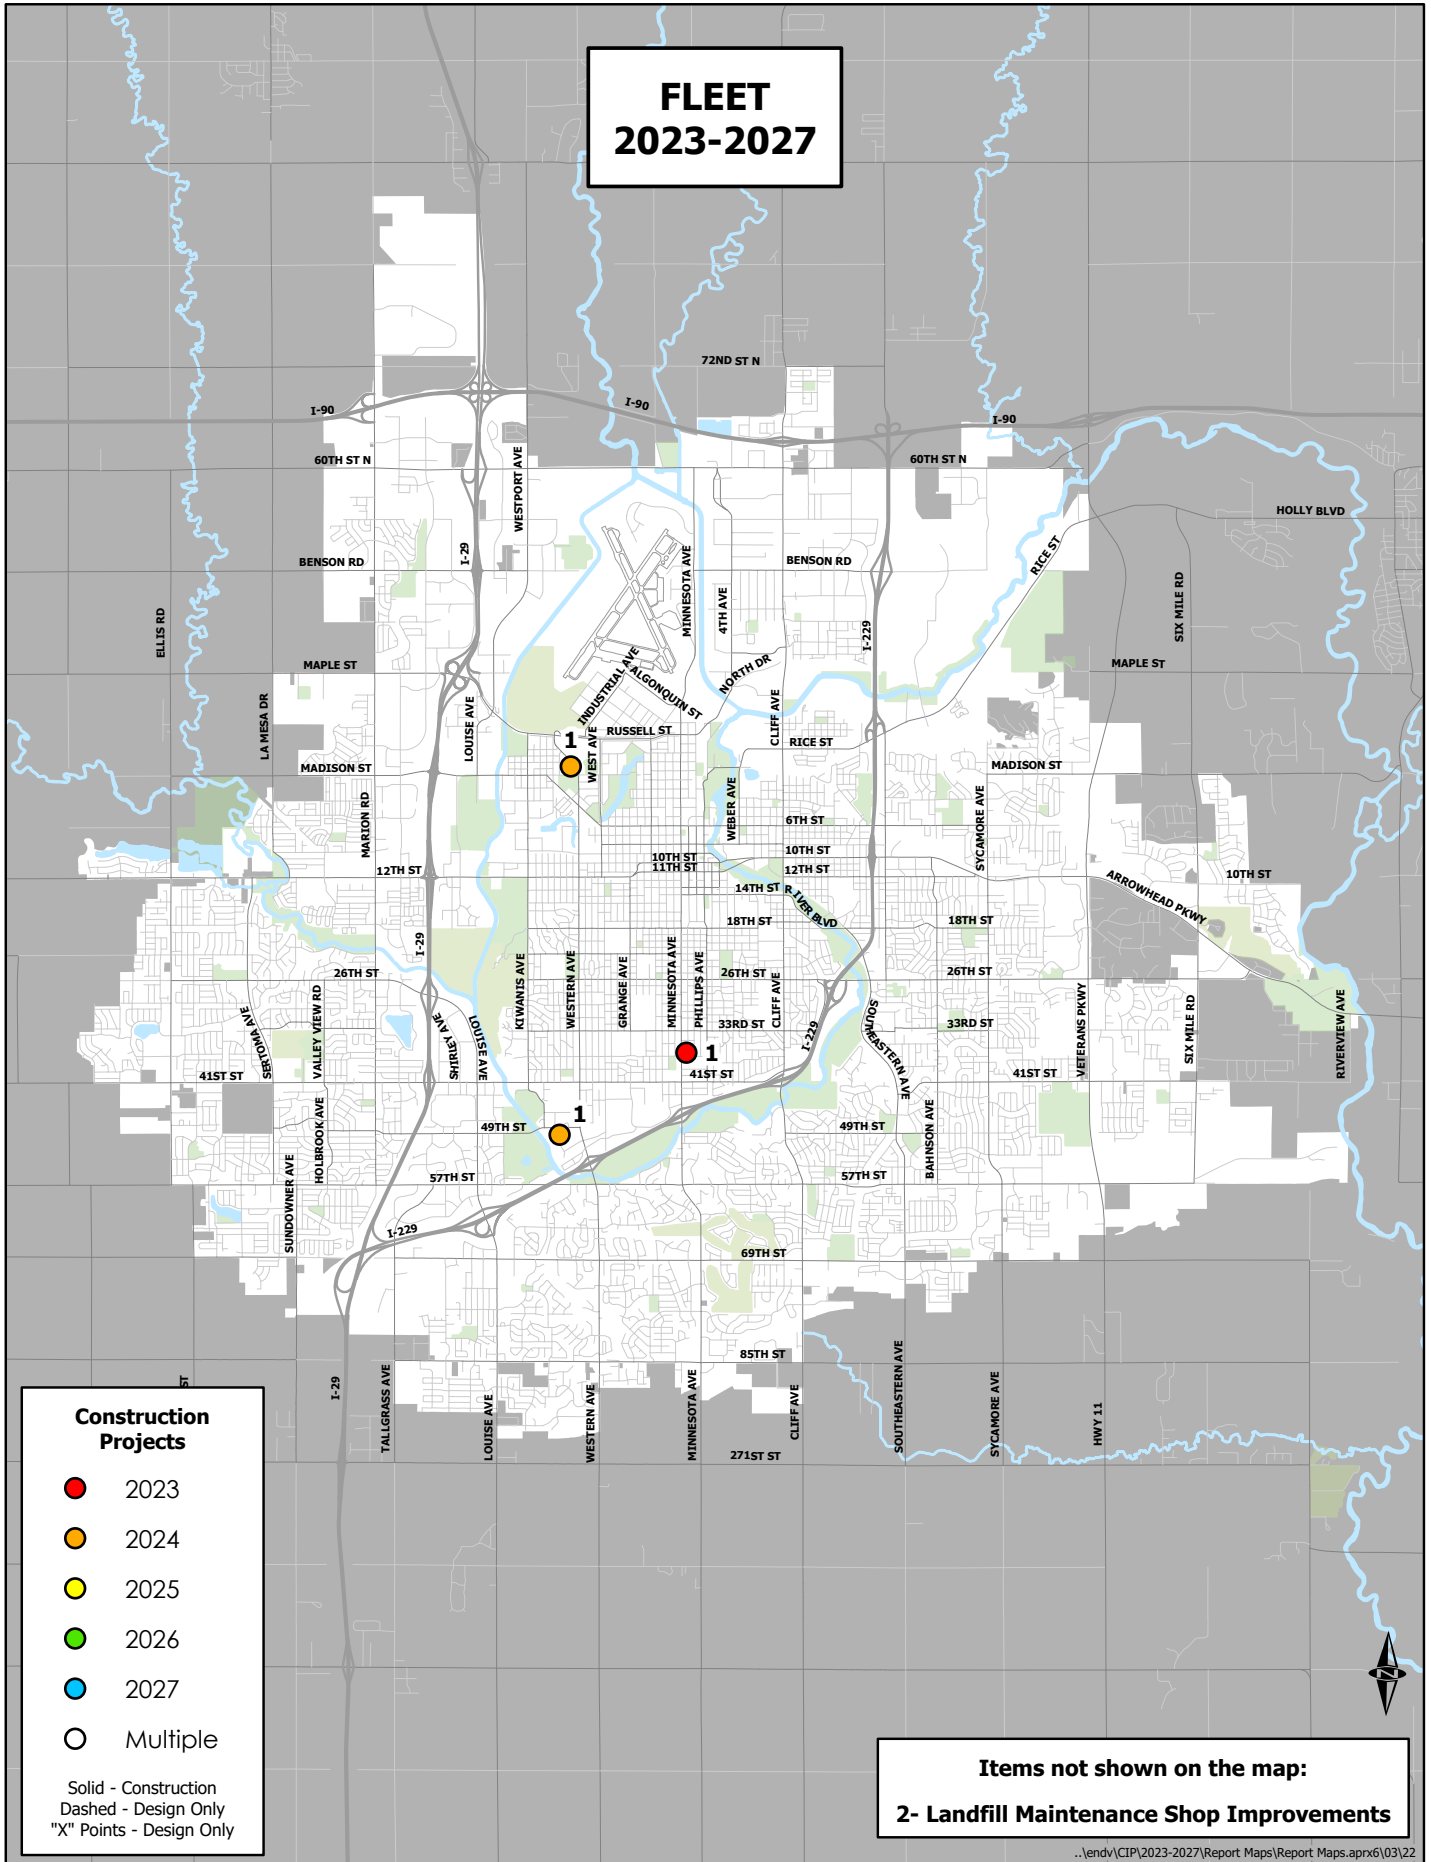 FLEET
2023-2027
72ND ST N
I-90
I-90
I-90
60TH ST N
60TH ST N
WESTPORT AVE
HOLLY BLVD
I-29
BENSON RD
BENSON RD
RICE ST
MINNESOTA AVE
4TH AVE
SIX MILE RD
ELLIS RD
I-229
MAPLE ST
MAPLE ST
INDUSTRIAL AVE
ALGONQUIN ST
NORTH DR
LA MESA DR
LOUISE AVE
CLIFF AVE
RUSSELL ST
RICE ST
1
WEST AVE
MADISON ST
MADISON ST
MARION RD
WEBER AVE
SYCAMORE AVE
6TH ST
10TH ST
10TH ST
11TH ST
12TH ST
12TH ST
10TH ST
14TH ST
RIVER BLVD
ARROWHEAD PKWY
18TH ST
18TH ST
I-29
26TH ST
26TH ST
26TH ST
KIWANIS AVE
WESTERN AVE
GRANGE AVE
MINNESOTA AVE
PHILLIPS AVE
CLIFF AVE
SERTOMA AVE
VALLEY VIEW RD
SHIRLEY AVE
LOUISE AVE
33RD ST
33RD ST
I-229
SOUTHEASTERN AVE
VETERANS PKWY
SIX MILE RD
RIVERVIEW AVE
1
41ST ST
41ST ST
41ST ST
HOLBROOK AVE
1
49TH ST
49TH ST
BAHNSON AVE
57TH ST
57TH ST
SUNDOWNER AVE
I-229
69TH ST
85TH ST
I-29
TALLGRASS AVE
LOUISE AVE
WESTERN AVE
MINNESOTA AVE
CLIFF AVE
SOUTHEASTERN AVE
SYCAMORE AVE
HWY 11
ST
271ST ST
Construction
Projects
2023
2024
2025
2026
2027
Multiple
Solid - Construction
Dashed - Design Only
"X" Points - Design Only
N
Items not shown on the map:
2- Landfill Maintenance Shop Improvements
..\endv\CIP\2023-2027\Report Maps\Report Maps.aprx6\03\22